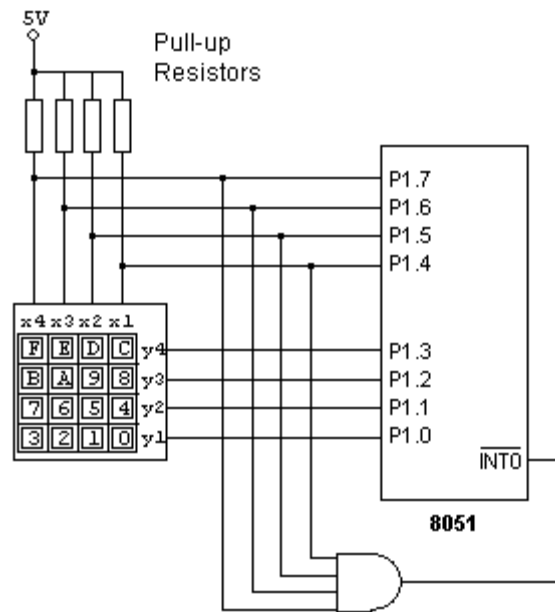 5V
Pull-up
Resistors
P1.7
P1.6
P1.5
P1.4
x4 x3 x2 x1
F E D C y4 P1.3
B A 9 8 y3 P1.2
7 6 5 4 y2 P1.1
3 2 1 0 y1 P1.0
INT0
8051